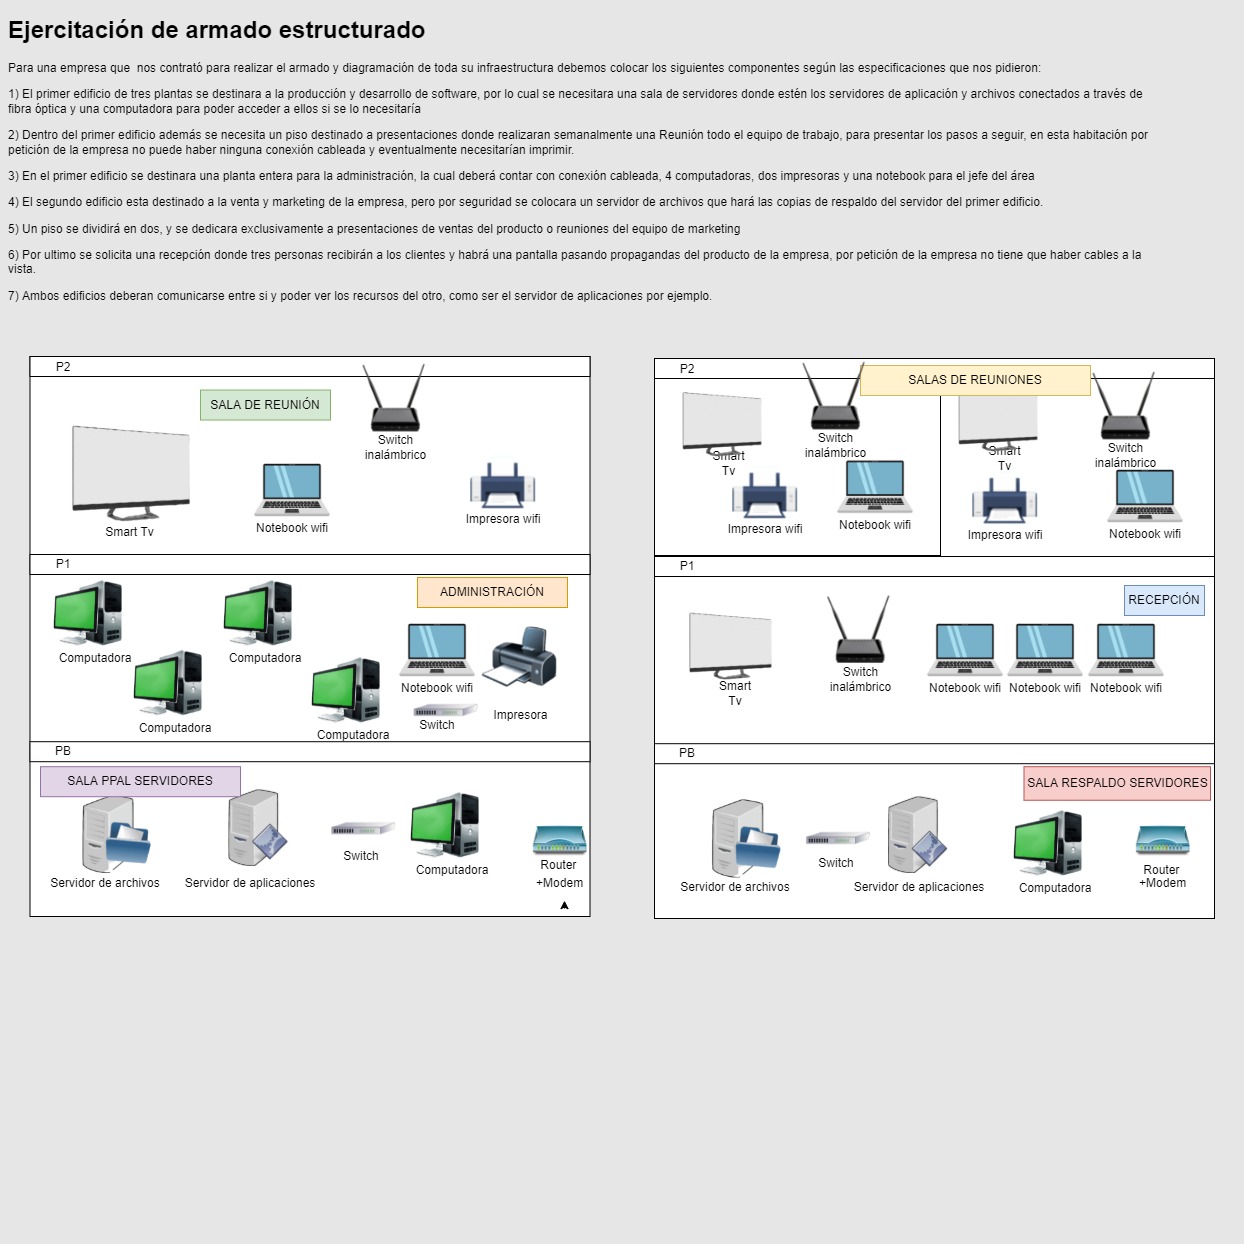 Ejercitación de armado estructurado
Para una empresa que  nos contrató para realizar el armado y diagramación de toda su infraestructura debemos colocar los siguientes componentes según las especificaciones que nos pidieron:
1) El primer edificio de tres plantas se destinara a la producción y desarrollo de software, por lo cual se necesitara una sala de servidores donde estén los servidores de aplicación y archivos conectados a través de
fibra óptica y una computadora para poder acceder a ellos si se lo necesitaría
2) Dentro del primer edificio además se necesita un piso destinado a presentaciones donde realizaran semanalmente una Reunión todo el equipo de trabajo, para presentar los pasos a seguir, en esta habitación por
petición de la empresa no puede haber ninguna conexión cableada y eventualmente necesitarían imprimir.
3) En el primer edificio se destinara una planta entera para la administración, la cual deberá contar con conexión cableada, 4 computadoras, dos impresoras y una notebook para el jefe del área
4) El segundo edificio esta destinado a la venta y marketing de la empresa, pero por seguridad se colocara un servidor de archivos que hará las copias de respaldo del servidor del primer edificio.
5) Un piso se dividirá en dos, y se dedicara exclusivamente a presentaciones de ventas del producto o reuniones del equipo de marketing
6) Por ultimo se solicita una recepción donde tres personas recibirán a los clientes y habrá una pantalla pasando propagandas del producto de la empresa, por petición de la empresa no tiene que haber cables a la
vista.
7) Ambos edificios deberan comunicarse entre si y poder ver los recursos del otro, como ser el servidor de aplicaciones por ejemplo.
P2
SALA DE REUNIÓN
Switch
inalámbrico
Smart Tv
Notebook wifi
Impresora wifi
P1
ADMINISTRACIÓN
Computadora
Computadora
Notebook wifi
Impresora
Computadora
Switch
Computadora
PB
SALA PPAL SERVIDORES
Switch
Computadora
Router
+Modem
Servidor de archivos
Servidor de aplicaciones
P2
SALAS DE REUNIONES
Smart
Tv
Switch
inalámbrico
Impresora wifi
Notebook wifi
Smart
Tv
Switch
inalámbrico
Impresora wifi
Notebook wifi
P1
RECEPCIÓN
Smart
Tv
Switch
inalámbrico
Notebook wifi
Notebook wifi
Notebook wifi
PB
SALA RESPALDO SERVIDORES
Servidor de archivos
Switch
Servidor de aplicaciones
Computadora
Router
+Modem